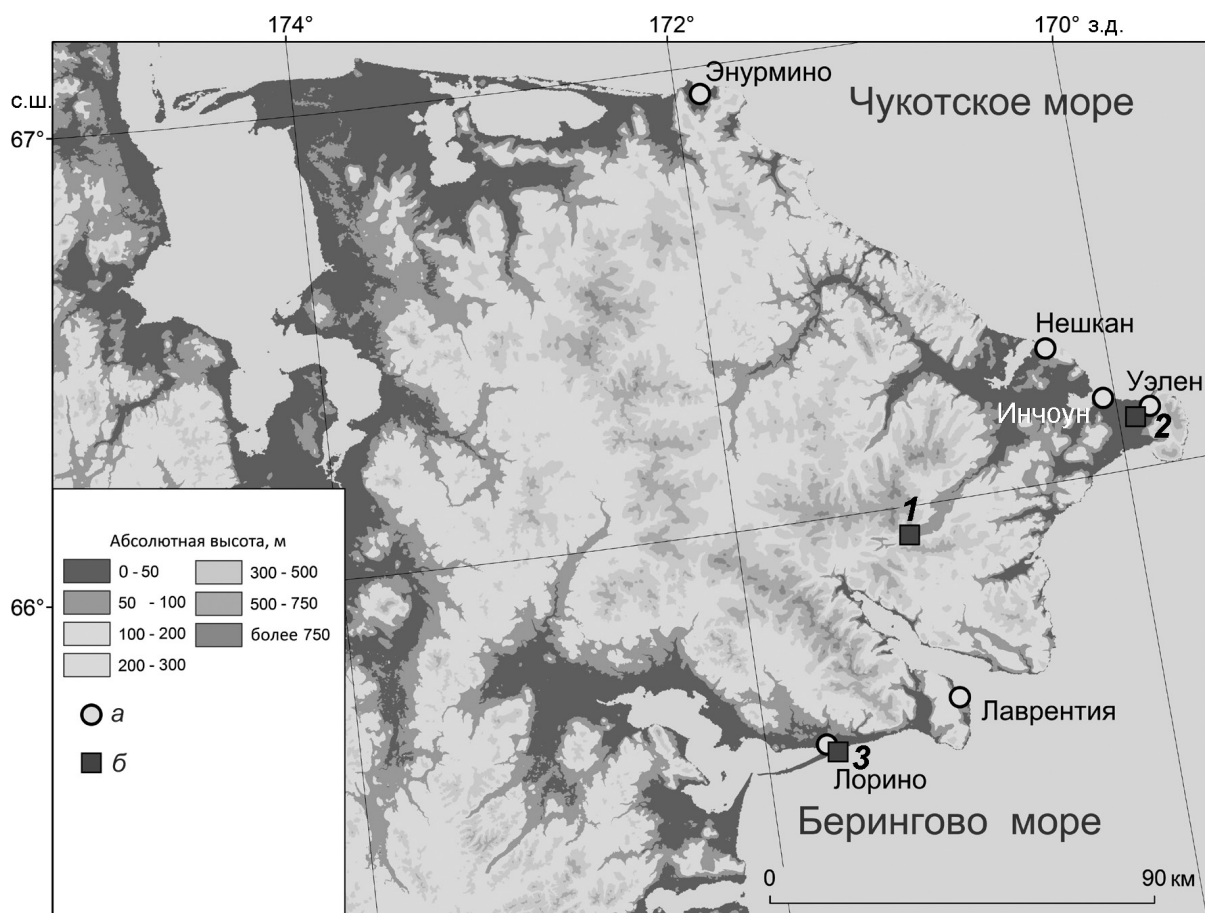 174°
172°
170° з.д.
с.ш.
67°
Энурмино
Чукотское море
Нешкан
Уэлен
Инчоун
2
1
Абсолютная высота, м
0 - 50
300 - 500
50 - 100
500 - 750
100 - 200
более 750
200 - 300
66°
а
б
Лаврентия
3
Лорино
Берингово море
0
90 км